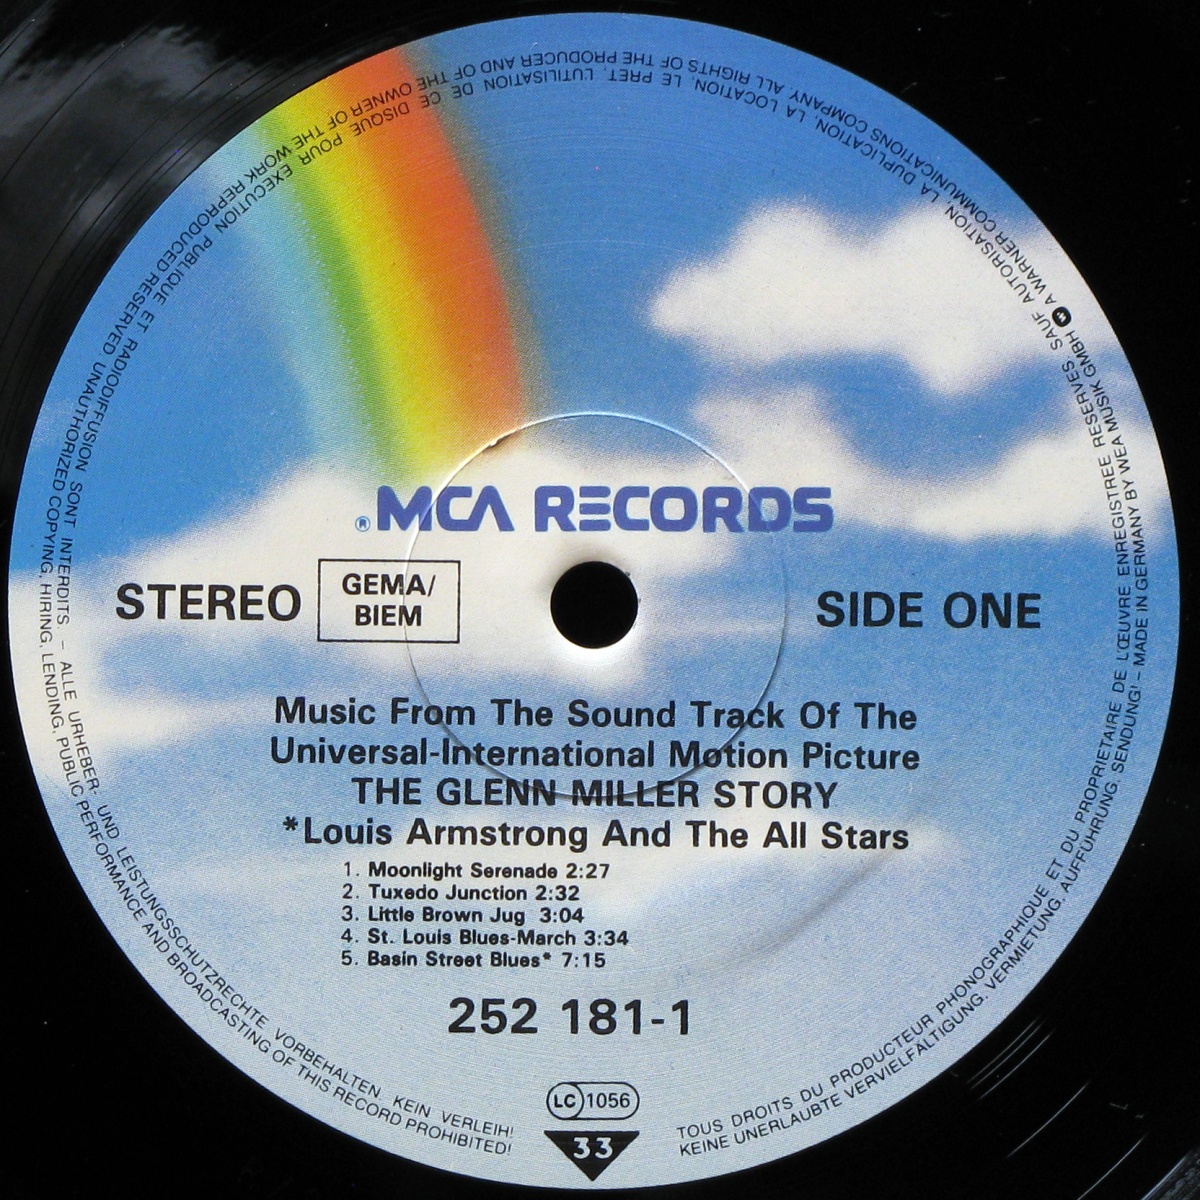 ® MCA RECORDS
STEREO
GEMA/
BIEM
SIDE ONE
Music From The Sound Track Of The
Universal-International Motion Picture
THE GLENN MILLER STORY
*Louis Armstrong And The All Stars
1. Moonlight Serenade 2:27
2. Tuxedo Junction 2:32
3. Little Brown Jug 3:04
4. St. Louis Blues-March 3:34
5. Basin Street Blues* 7:15
252 181-1
LC 1056
33
TOUS DROITS DU PRODUCTEUR PHONOGRAPHIQUE ET DU PROPRIETAIRE DE L'ŒUVRE ENREGISTREE RESERVES. SAUF AUTORISATION, LA DUPLICATION, LA LOCATION, LE PRET, L'UTILISATION DE CE DISQUE POUR EXECUTION PUBLIQUE ET RADIODIFFUSION SONT INTERDITS. – ALLE URHEBER- UND LEISTUNGSSCHUTZRECHTE VORBEHALTEN. KEIN VERLEIH!
KEINE UNERLAUBTE VERVIELFÄLTIGUNG, VERMIETUNG, AUFFÜHRUNG, SENDUNG! – MADE IN GERMANY BY WEA MUSIK GMBH A WARNER COMMUNICATIONS COMPANY. ALL RIGHTS OF THE PRODUCER AND OF THE OWNER OF THE WORK REPRODUCED RESERVED. UNAUTHORIZED COPYING, HIRING, LENDING, PUBLIC PERFORMANCE AND BROADCASTING OF THIS RECORD PROHIBITED!